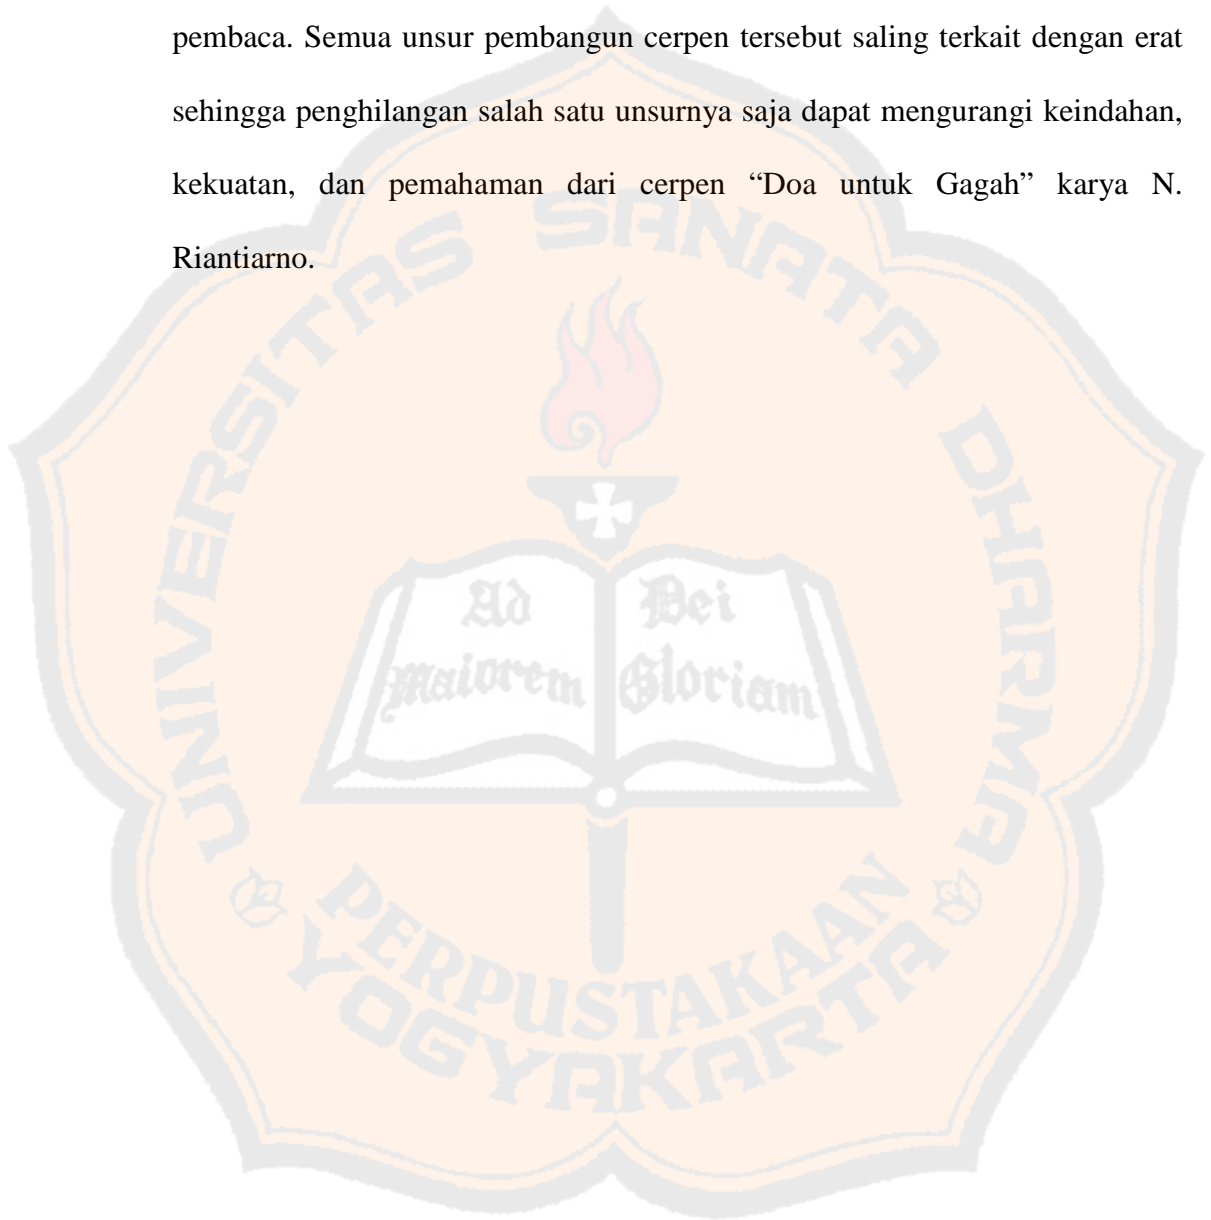 pembaca. Semua unsur pembangun cerpen tersebut saling terkait dengan erat
sehingga penghilangan salah satu unsurnya saja dapat mengurangi keindahan,
kekuatan, dan pemahaman dari cerpen “Doa untuk Gagah” karya N.
Riantiarno.
UNIVERSITAS SANATA DHARMA
Ad
Maiorem
Dei
Gloriam
PERPUSTAKAAN
YOGYAKARTA